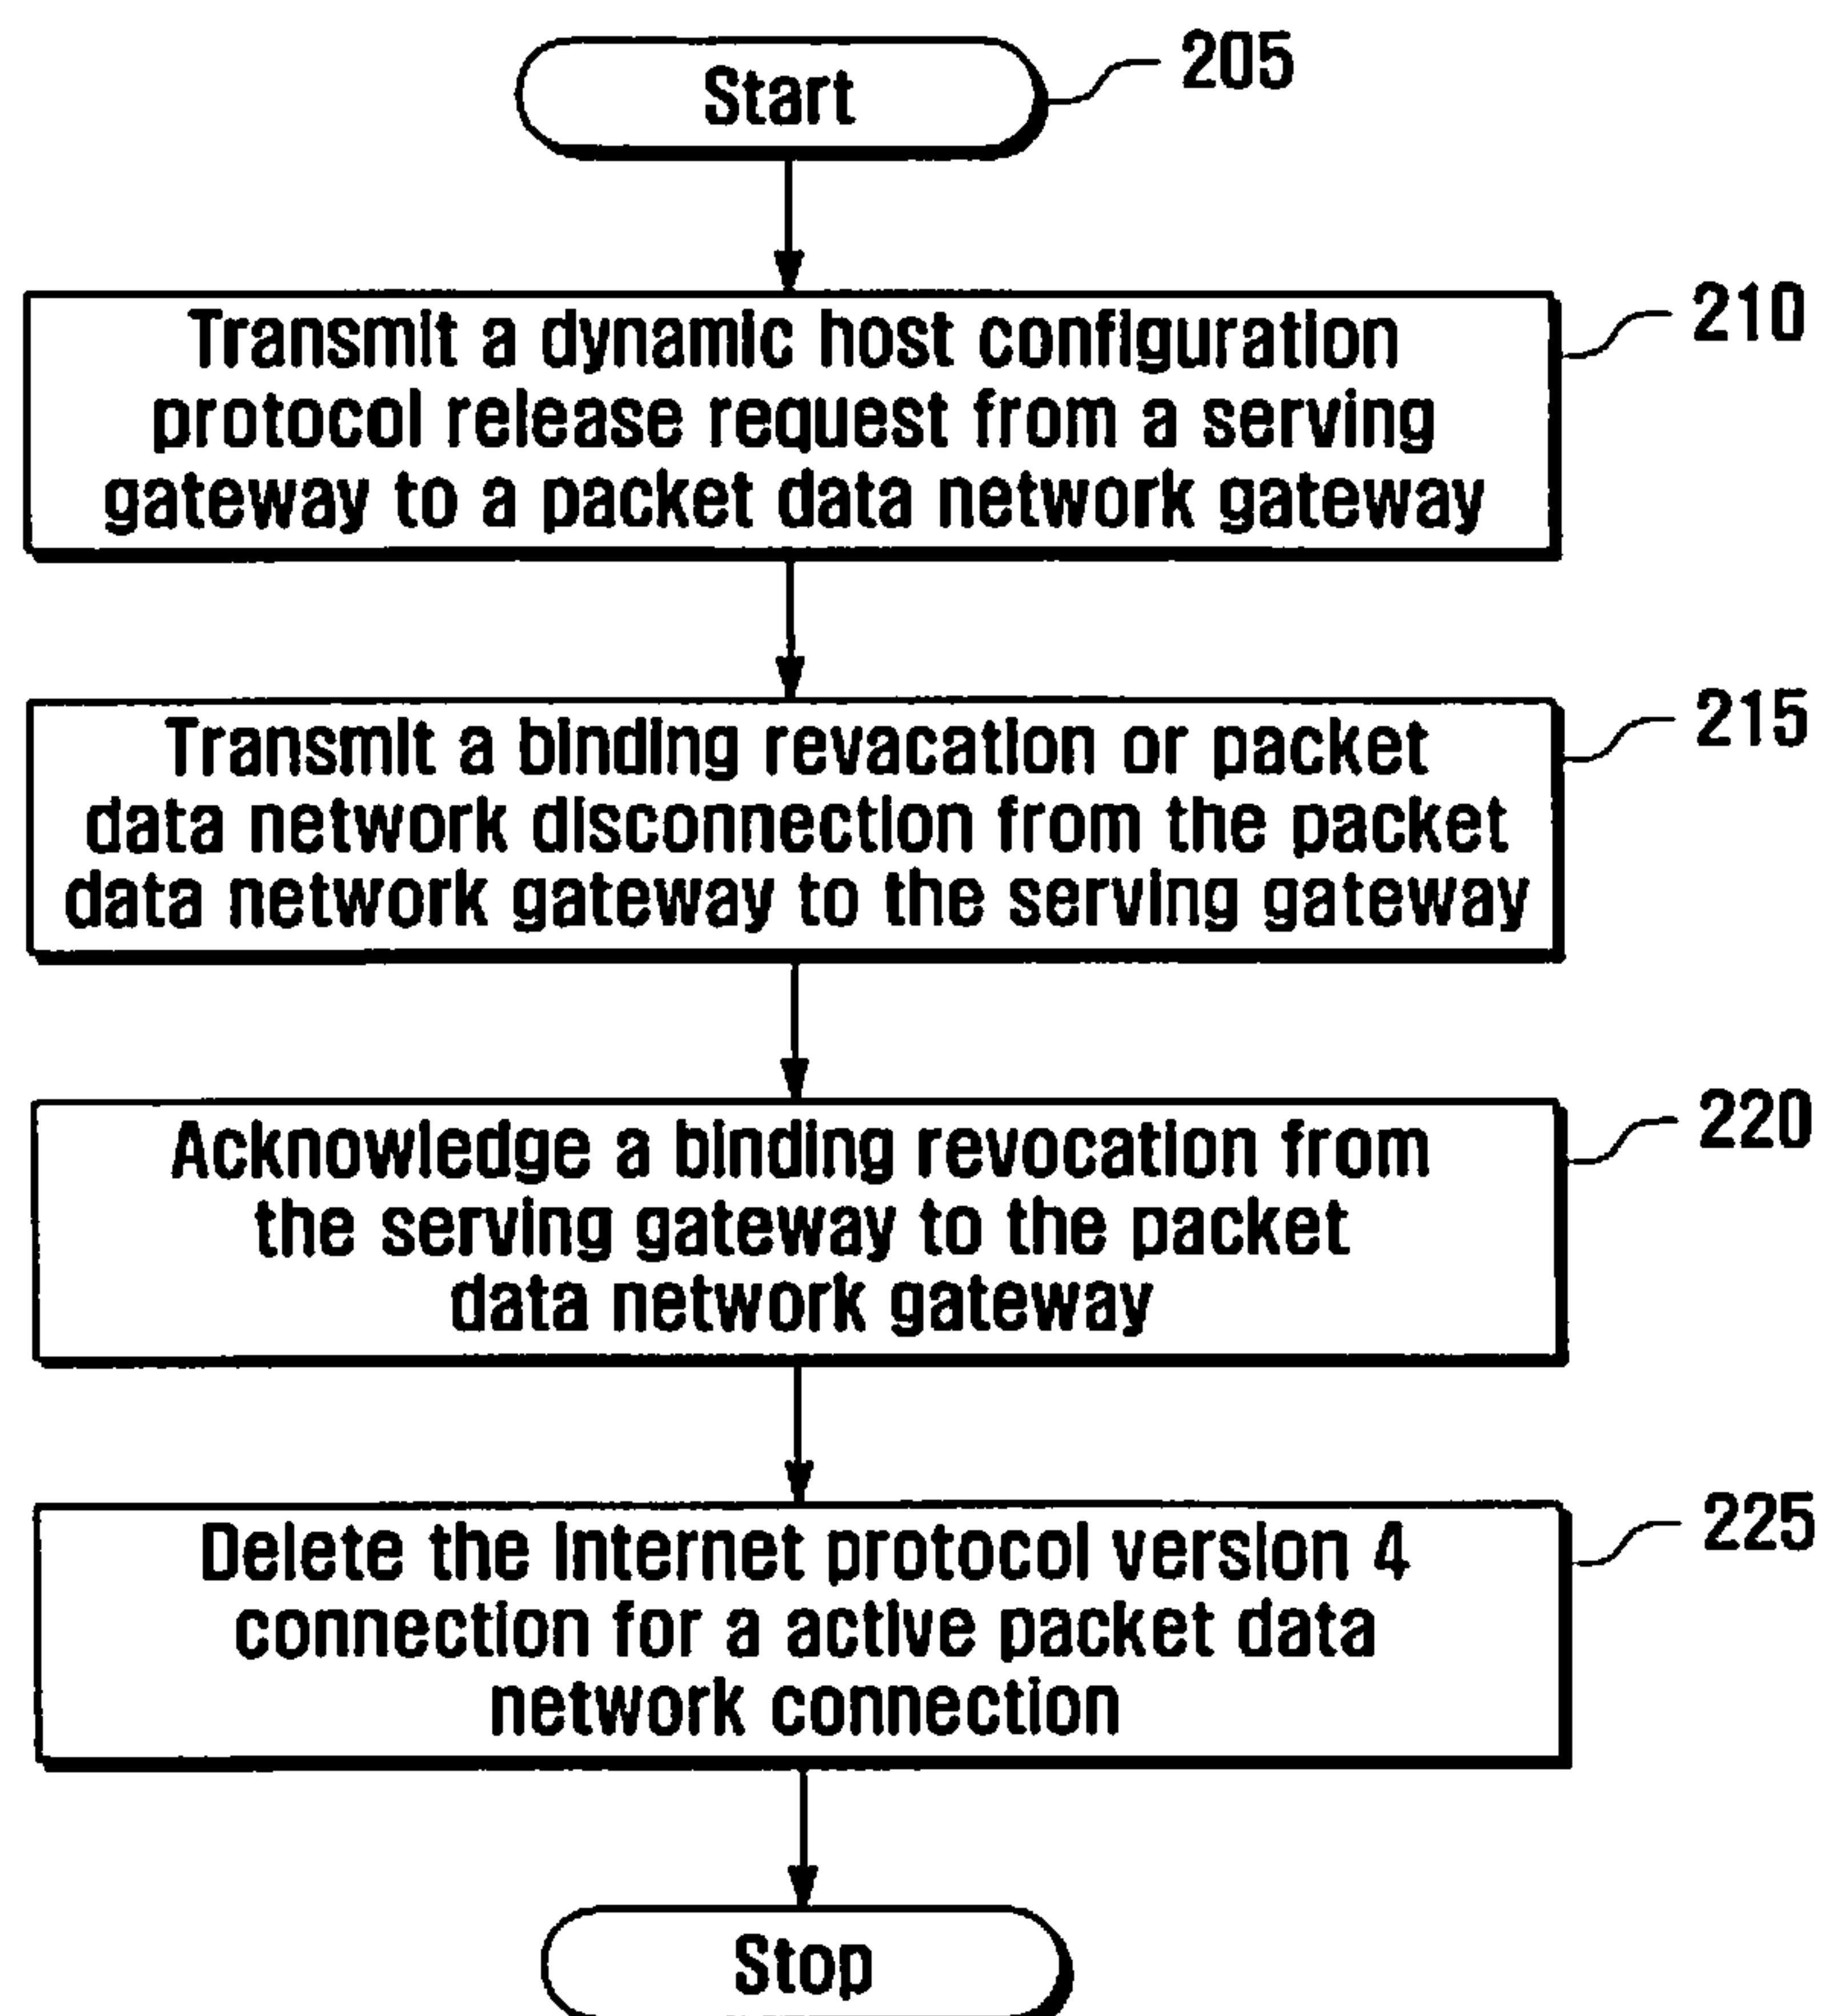 Start
205
210
Transmit a dynamic host configuration
protocol release request from a serving
gateway to a packet data network gateway
215
Transmit a binding revacation or packet
data network disconnection from the packet
data network gateway to the serving gateway
220
Acknowledge a binding revocation from
the serving gateway to the packet
data network gateway
225
Delete the Internet protocol version 4
connection for a active packet data
network connection
Stop